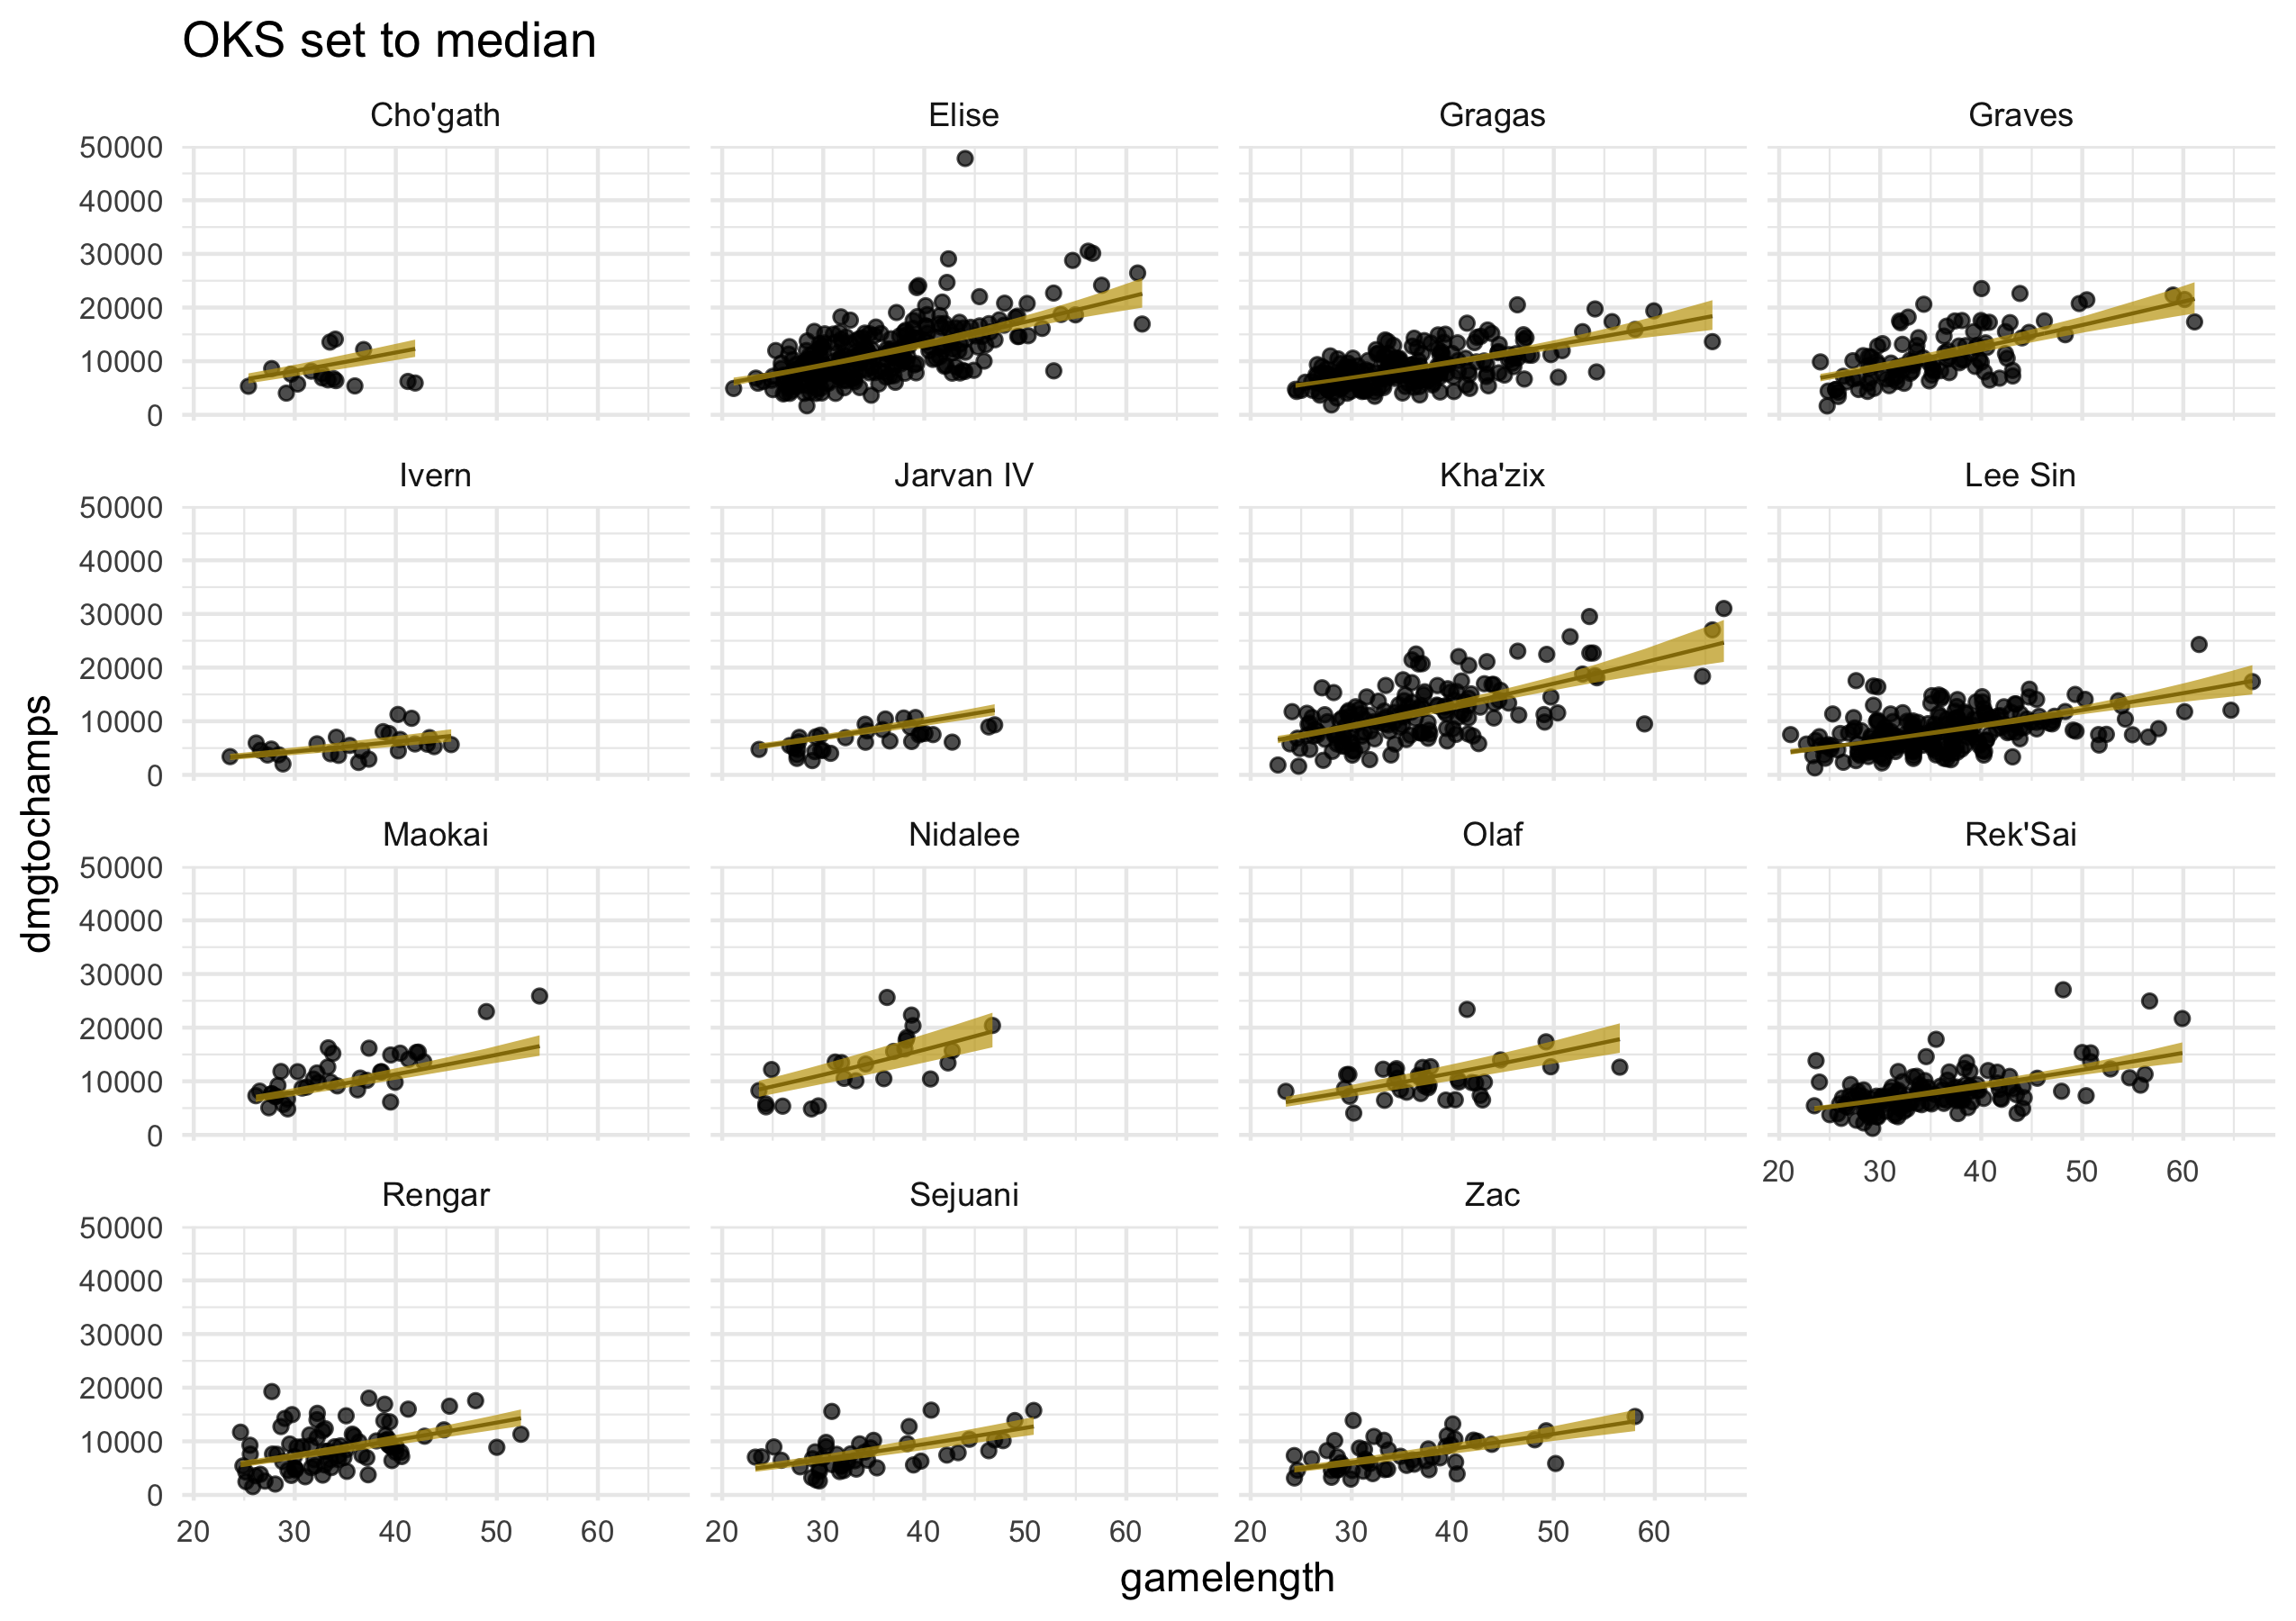 OKS set to median
Cho'gath Elise Gragas Graves
50000
40000
30000
20000
10000
0
Ivern Jarvan IV Kha'zix Lee Sin
50000
40000
30000
20000
10000
0
dmgtochamps
Maokai Nidalee Olaf Rek'Sai
50000
40000
30000
20000
10000
0
20 30 40 50 60
Rengar Sejuani Zac
50000
40000
30000
20000
10000
0
20 30 40 50 60 20 30 40 50 60 20 30 40 50 60
gamelength